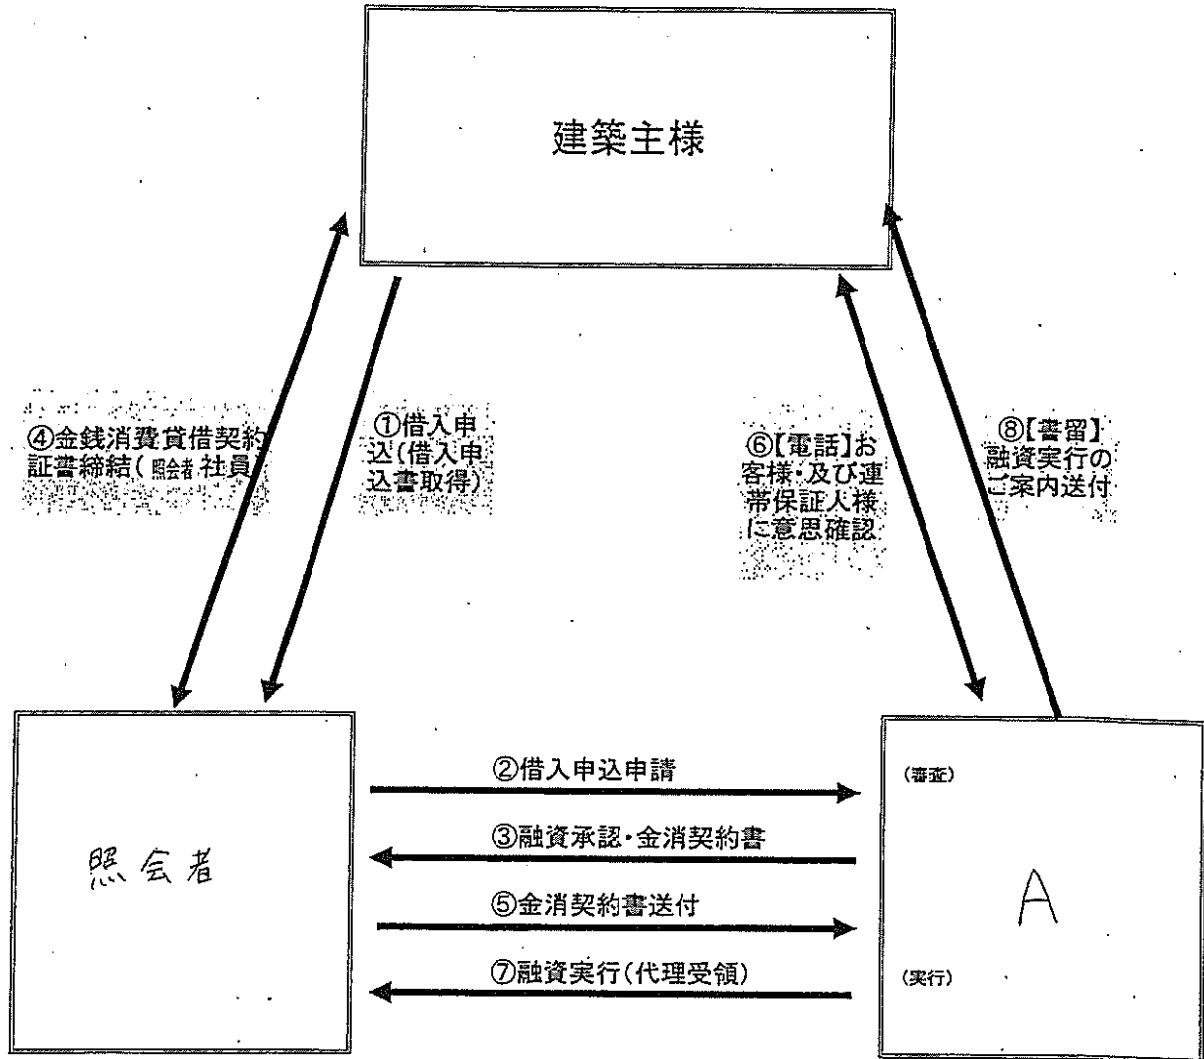 建築主様
④金銭消費貸借契約
証書締結(照会者社員)
①借入申
込(借入申
込書取得)
⑥【電話】お
客様・及び連
帯保証人様
に意思確認
⑧【書留】
融資実行の
ご案内送付
②借入申込申請
(審査)
③融資承認・金消契約書
照会者
A
⑤金消契約書送付
⑦融資実行(代理受領)
(実行)